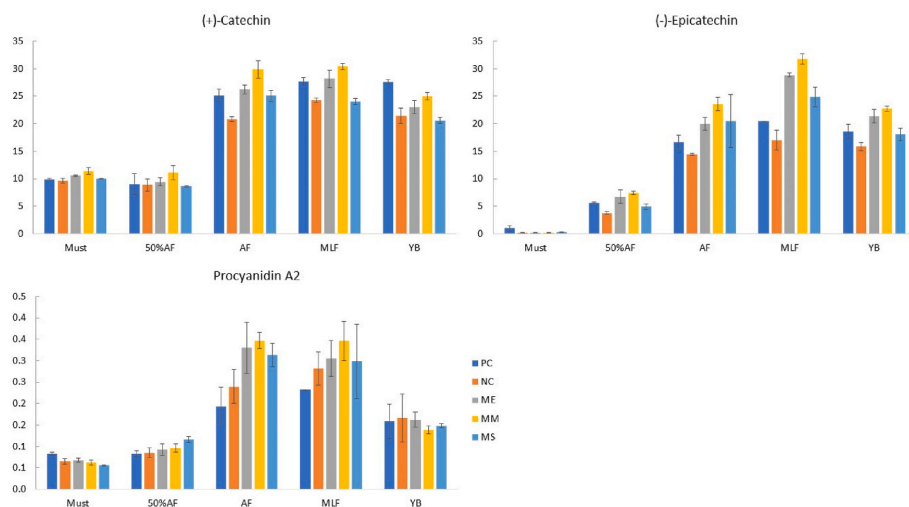 (+)-Catechin
35
30
25
20
15
10
5
0
Must 50%AF AF MLF YB
(-)-Epicatechin
35
30
25
20
15
10
5
0
Must 50%AF AF MLF YB
Procyanidin A2
0.5
0.4
0.4
0.3
0.3
0.2
0.2
0.1
0.1
0.0
Must 50%AF AF MLF YB
PC
NC
ME
MM
MS